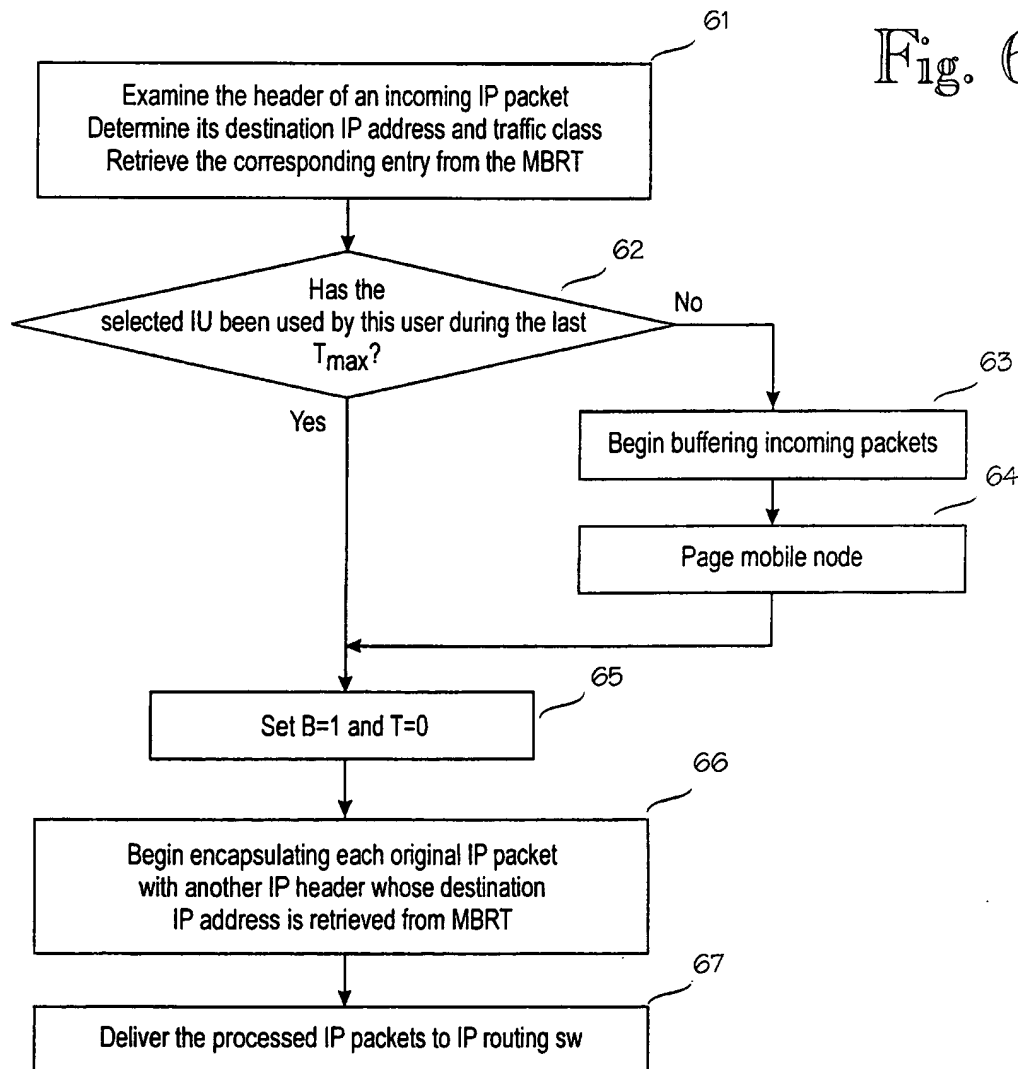 61
Fig. 6
Examine the header of an incoming IP packet
Determine its destination IP address and traffic class
Retrieve the corresponding entry from the MBRT
62
Has the
selected IU been used by this user during the last
Tmax?
No
Yes
63
Begin buffering incoming packets
64
Page mobile node
65
Set B=1 and T=0
66
Begin encapsulating each original IP packet
with another IP header whose destination
IP address is retrieved from MBRT
67
Deliver the processed IP packets to IP routing sw